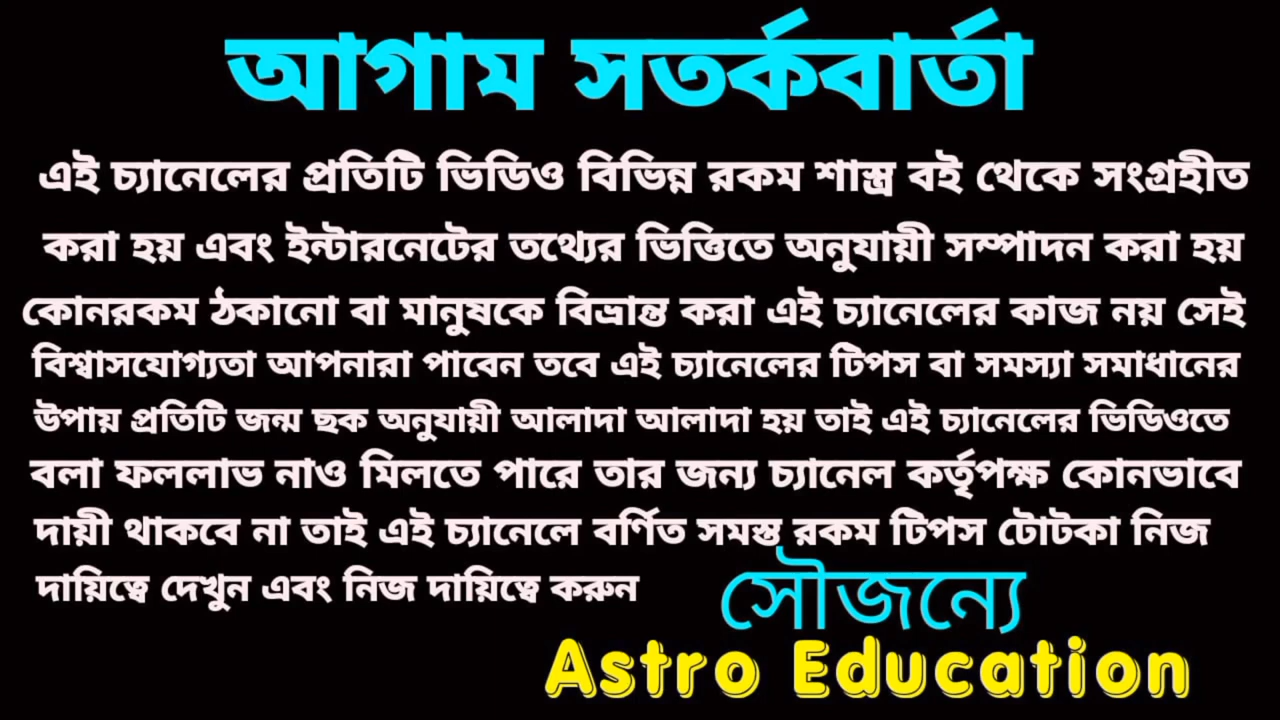 আগাম সতর্কবার্তা
এই চ্যানেলের প্রতিটি ভিডিও বিভিন্ন রকম শাস্ত্র বই থেকে সংগ্রহীত
করা হয় এবং ইন্টারনেটের তথ্যের ভিত্তিতে অনুযায়ী সম্পাদন করা হয়
কোনরকম ঠকানো বা মানুষকে বিভ্রান্ত করা এই চ্যানেলের কাজ নয় সেই
বিশ্বাসযোগ্যতা আপনারা পাবেন তবে এই চ্যানেলের টিপস বা সমস্যা সমাধানের
উপায় প্রতিটি জন্ম ছক অনুযায়ী আলাদা আলাদা হয় তাই এই চ্যানেলের ভিডিওতে
বলা ফললাভ নাও মিলতে পারে তার জন্য চ্যানেল কর্তৃপক্ষ কোনভাবে
দায়ী থাকবে না তাই এই চ্যানেলে বর্ণিত সমস্ত রকম টিপস টোটকা নিজ
দায়িত্বে দেখুন এবং নিজ দায়িত্বে করুন
সৌজন্যে
Astro Education